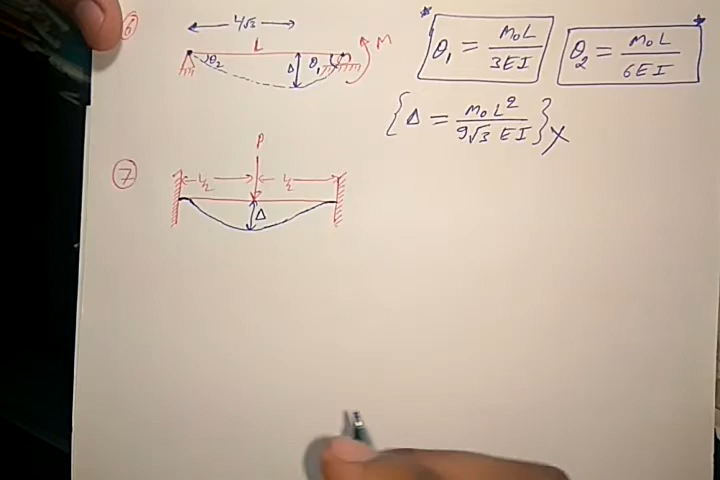 ⑥ L/√3 L M
θ₂ Δ θ₁
* θ₁ = M₀L / 3EI
θ₂ = M₀L / 6EI *
{Δ = M₀L² / 9√3 EI} X
⑦ P
L/2 L/2
Δ